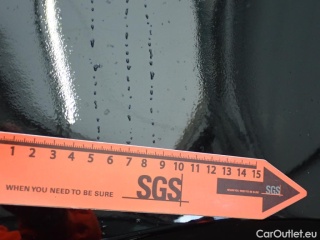 1 2 3 4 5 6 7 8 9 10 11 12 13 14 15
WHEN YOU NEED TO BE SURE SGS
SGS
CarOutlet.eu